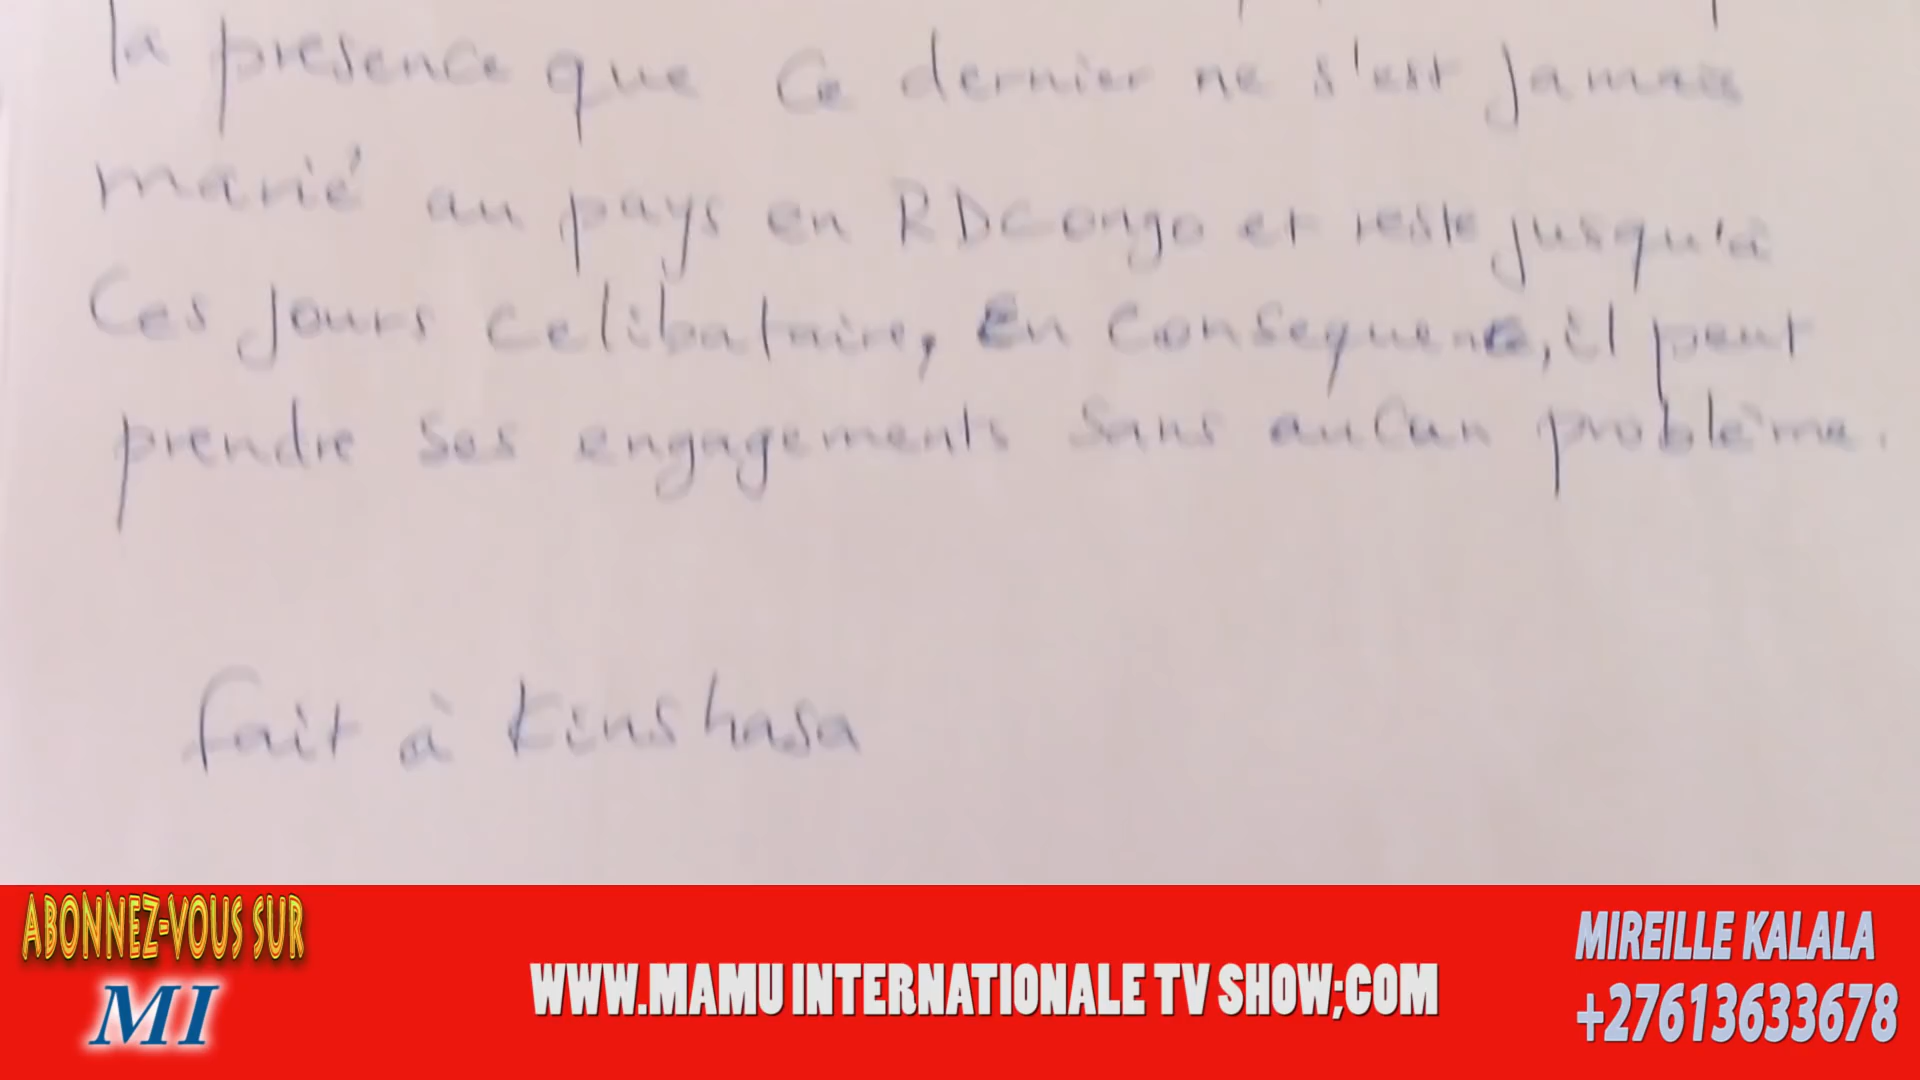 la presence que ce dernier ne s'est jamais
marié au pays en RDCongo et reste jusqu'à
Ces jours celibataire, En consequence, il peut
prendre ses engagements sans aucun problème.
fait à Kinshasa
ABONNEZ-VOUS SUR
MI
WWW.MAMU INTERNATIONALE TV SHOW;COM
MIREILLE KALALA
+27613633678